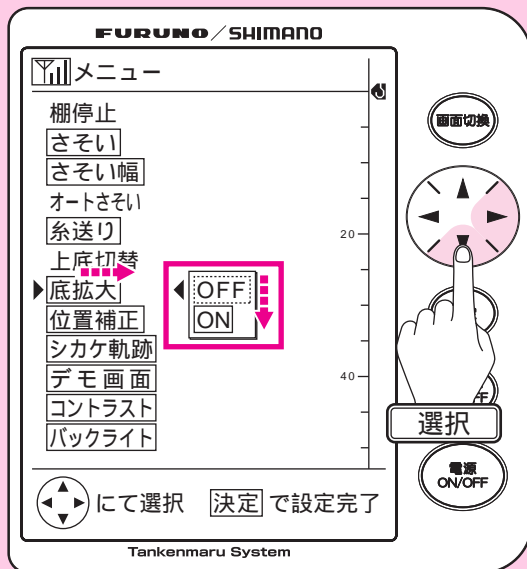 FURUNO/SHIMANO
メニュー
棚停止
さそい
さそい幅
オートさそい
糸送り
上底切替
底拡大
位置補正
シカケ軌跡
デモ画面
コントラスト
バックライト
OFF
ON
20
40
にて選択 決定 で設定完了
Tankenmaru System
画面切換
選択
電源
ON/OFF